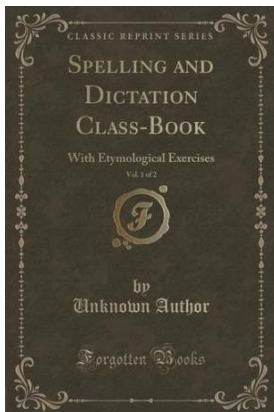 CLASSIC REPRINT SERIES
SPELLING AND
DICTATION
CLASS-BOOK
With Etymological Exercises
Vol. 1 of 2
F
by
Unknown Author
Forgotten Books